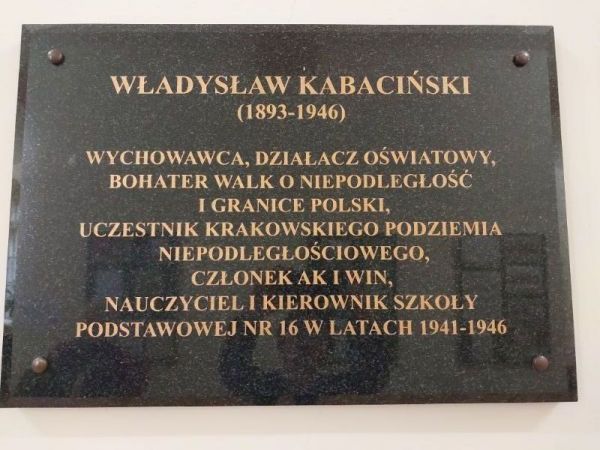 WŁADYSŁAW KABACIŃSKI
(1893-1946)
WYCHOWAWCA, DZIAŁACZ OŚWIATOWY,
BOHATER WALK O NIEPODLEGŁOŚĆ
I GRANICE POLSKI,
UCZESTNIK KRAKOWSKIEGO PODZIEMIA
NIEPODLEGŁOŚCIOWEGO,
CZŁONEK AK I WIN,
NAUCZYCIEL I KIEROWNIK SZKOŁY
PODSTAWOWEJ NR 16 W LATACH 1941-1946